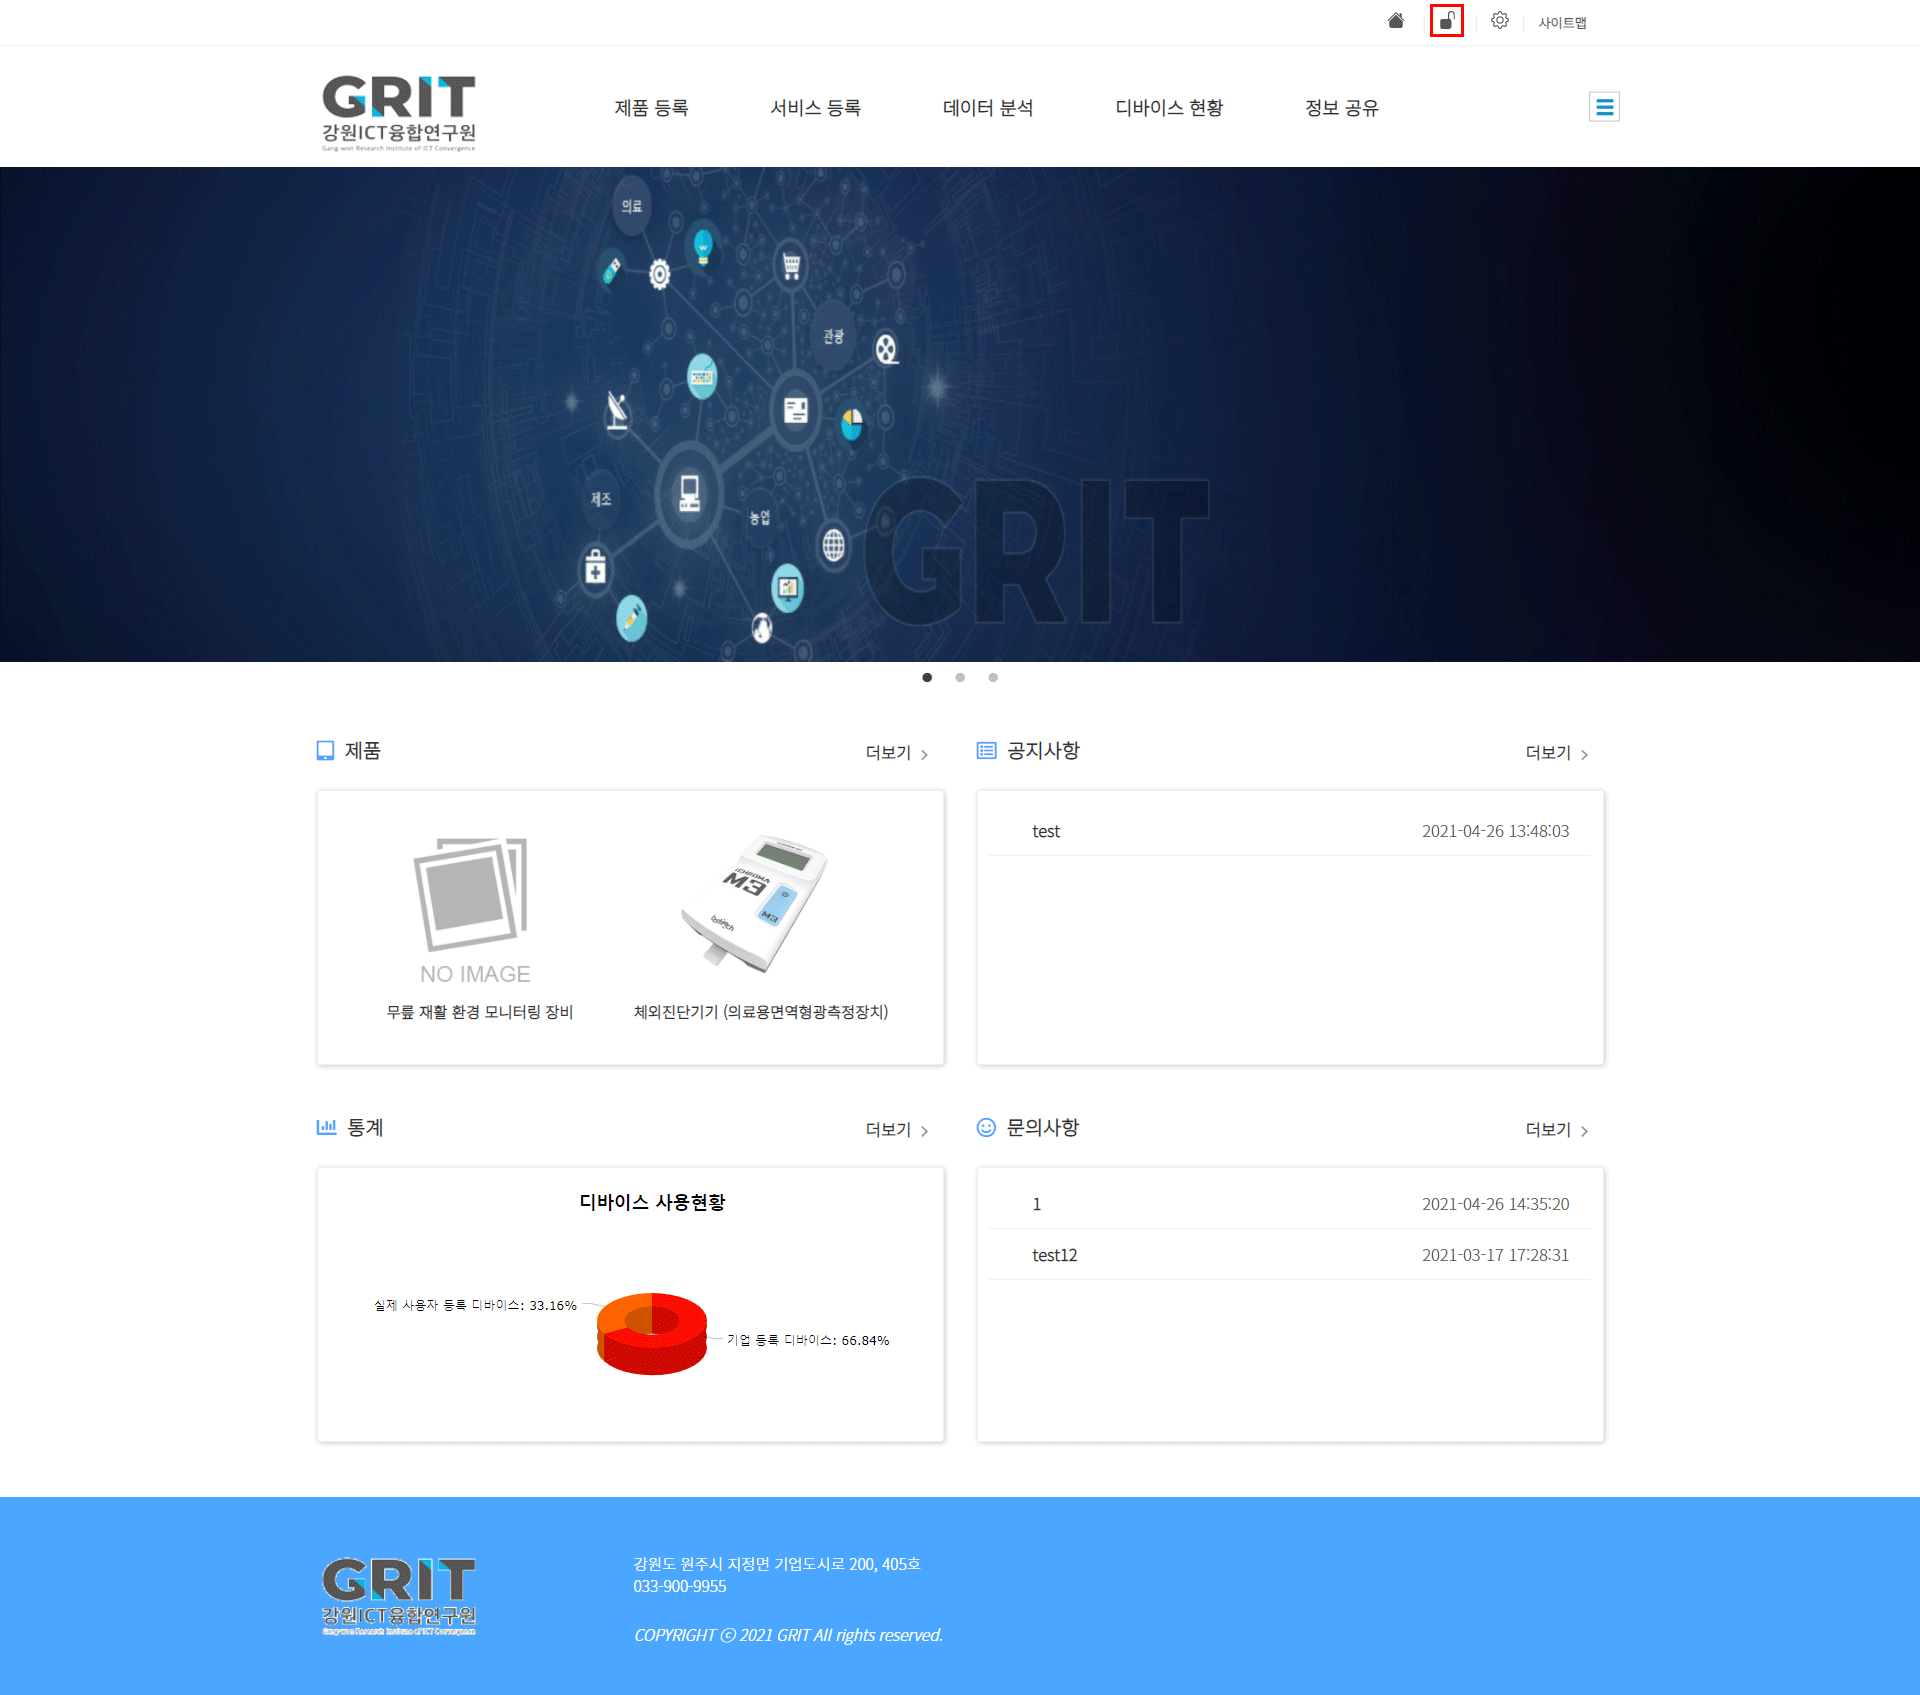 사이트맵
GRIT
강원ICT융합연구원
Gang-won Research Institute of ICT Convergence
제품 등록
서비스 등록
데이터 분석
디바이스 현황
정보 공유
의료
관광
제조
농업
GRIT
제품
더보기
공지사항
더보기
NO IMAGE
무릎 재활 환경 모니터링 장비
ichroma
M3
M3
boditech
체외진단기기 (의료용면역형광측정장치)
test
2021-04-26 13:48:03
통계
더보기
문의사항
더보기
디바이스 사용현황
실제 사용자 등록 디바이스: 33.16%
기업 등록 디바이스: 66.84%
1
2021-04-26 14:35:20
test12
2021-03-17 17:28:31
GRIT
강원ICT융합연구원
Gang-won Research Institute of ICT Convergence
강원도 원주시 지정면 기업도시로 200, 405호
033-900-9955
COPYRIGHT ⓒ 2021 GRIT All rights reserved.